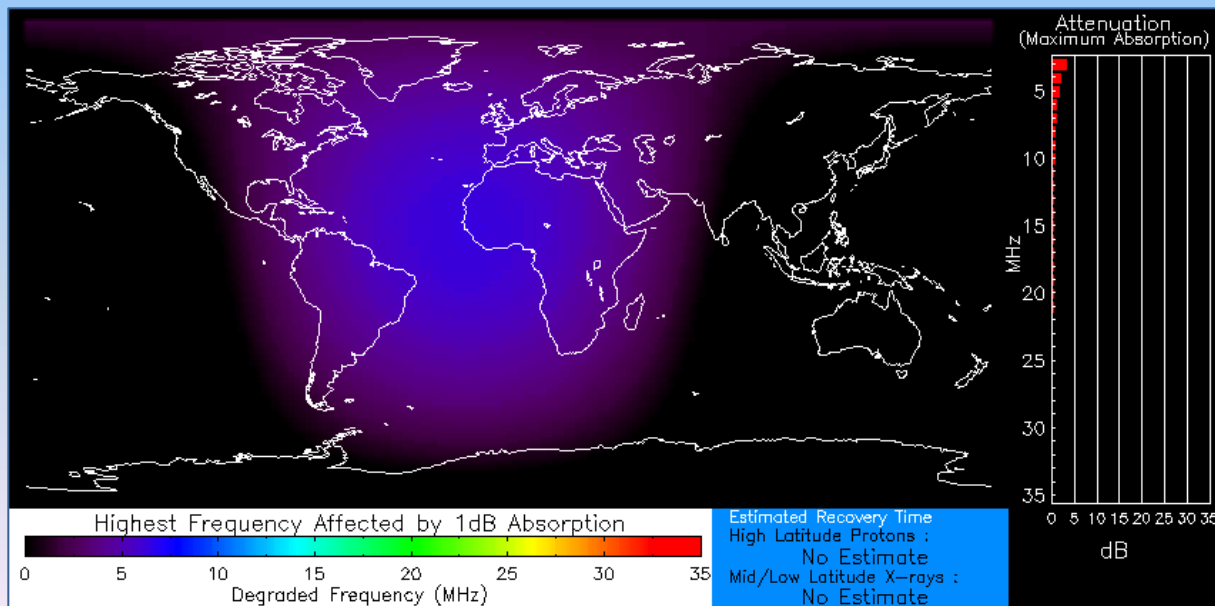 Attenuation
(Maximum Absorption)
5
10
15
20
25
30
35
MHz
0 5 10 15 20 25 30 35
dB
Highest Frequency Affected by 1dB Absorption
0 5 10 15 20 25 30 35
Degraded Frequency (MHz)
Estimated Recovery Time
High Latitude Protons :
No Estimate
Mid/Low Latitude X-rays :
No Estimate